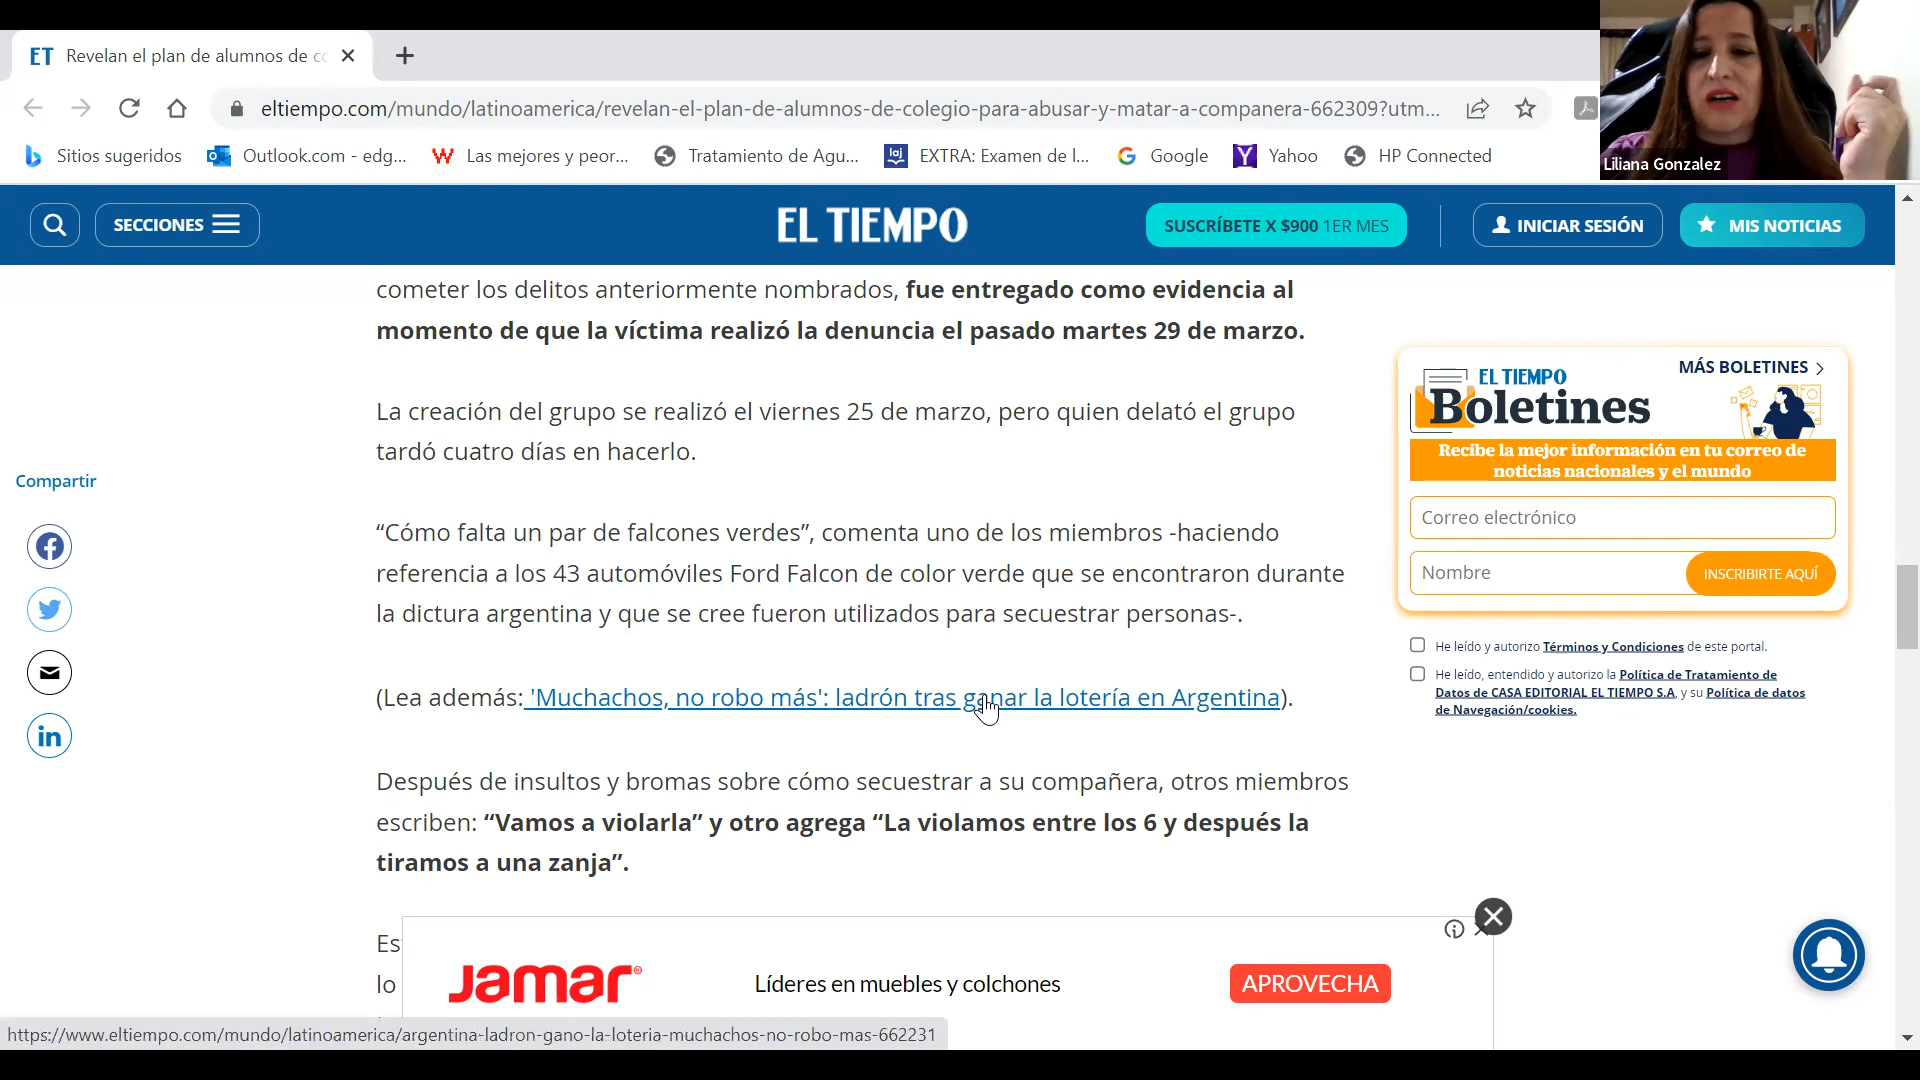 ET Revelan el plan de alumnos de cc
eltiempo.com/mundo/latinoamerica/revelan-el-plan-de-alumnos-de-colegio-para-abusar-y-matar-a-companera-662309?utm...
Sitios sugeridos
Outlook.com - edg...
Las mejores y peor...
Tratamiento de Agu...
EXTRA: Examen de l...
Google
Yahoo
HP Connected
Liliana Gonzalez
SECCIONES
EL TIEMPO
SUSCRÍBETE X $900 1ER MES
INICIAR SESIÓN
MIS NOTICIAS
cometer los delitos anteriormente nombrados, fue entregado como evidencia al
momento de que la víctima realizó la denuncia el pasado martes 29 de marzo.
La creación del grupo se realizó el viernes 25 de marzo, pero quien delató el grupo
tardó cuatro días en hacerlo.
Compartir
“Cómo falta un par de falcones verdes”, comenta uno de los miembros -haciendo
referencia a los 43 automóviles Ford Falcon de color verde que se encontraron durante
la dictura argentina y que se cree fueron utilizados para secuestrar personas-.
(Lea además: 'Muchachos, no robo más': ladrón tras ganar la lotería en Argentina).
Después de insultos y bromas sobre cómo secuestrar a su compañera, otros miembros
escriben: “Vamos a violarla” y otro agrega “La violamos entre los 6 y después la
tiramos a una zanja”.
Es
lo
MÁS BOLETINES
EL TIEMPO
Boletines
Recibe la mejor información en tu correo de
noticias nacionales y el mundo
Correo electrónico
Nombre
INSCRIBIRTE AQUÍ
He leído y autorizo Términos y Condiciones de este portal.
He leído, entendido y autorizo la Política de Tratamiento de
Datos de CASA EDITORIAL EL TIEMPO S.A, y su Política de datos
de Navegación/cookies.
Jamar®
Líderes en muebles y colchones
APROVECHA
https://www.eltiempo.com/mundo/latinoamerica/argentina-ladron-gano-la-loteria-muchachos-no-robo-mas-662231